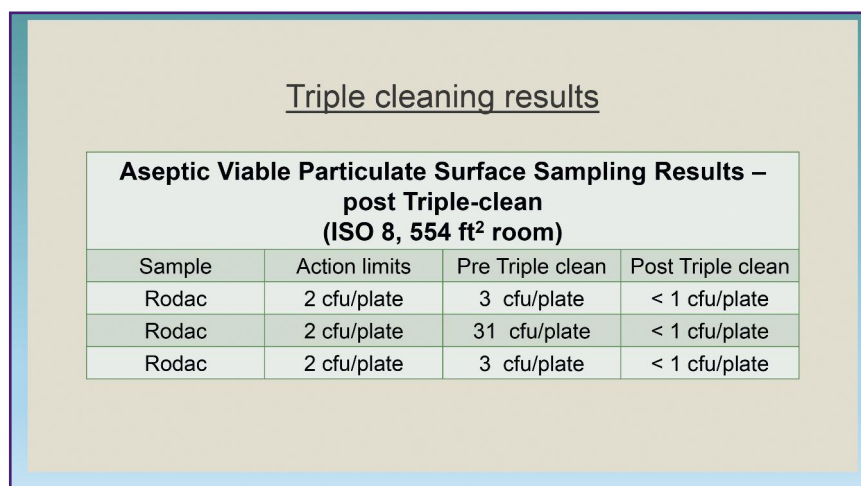 Triple cleaning results
Aseptic Viable Particulate Surface Sampling Results –
post Triple-clean
(ISO 8, 554 ft² room)
Sample Action limits Pre Triple clean Post Triple clean
Rodac 2 cfu/plate 3 cfu/plate < 1 cfu/plate
Rodac 2 cfu/plate 31 cfu/plate < 1 cfu/plate
Rodac 2 cfu/plate 3 cfu/plate < 1 cfu/plate